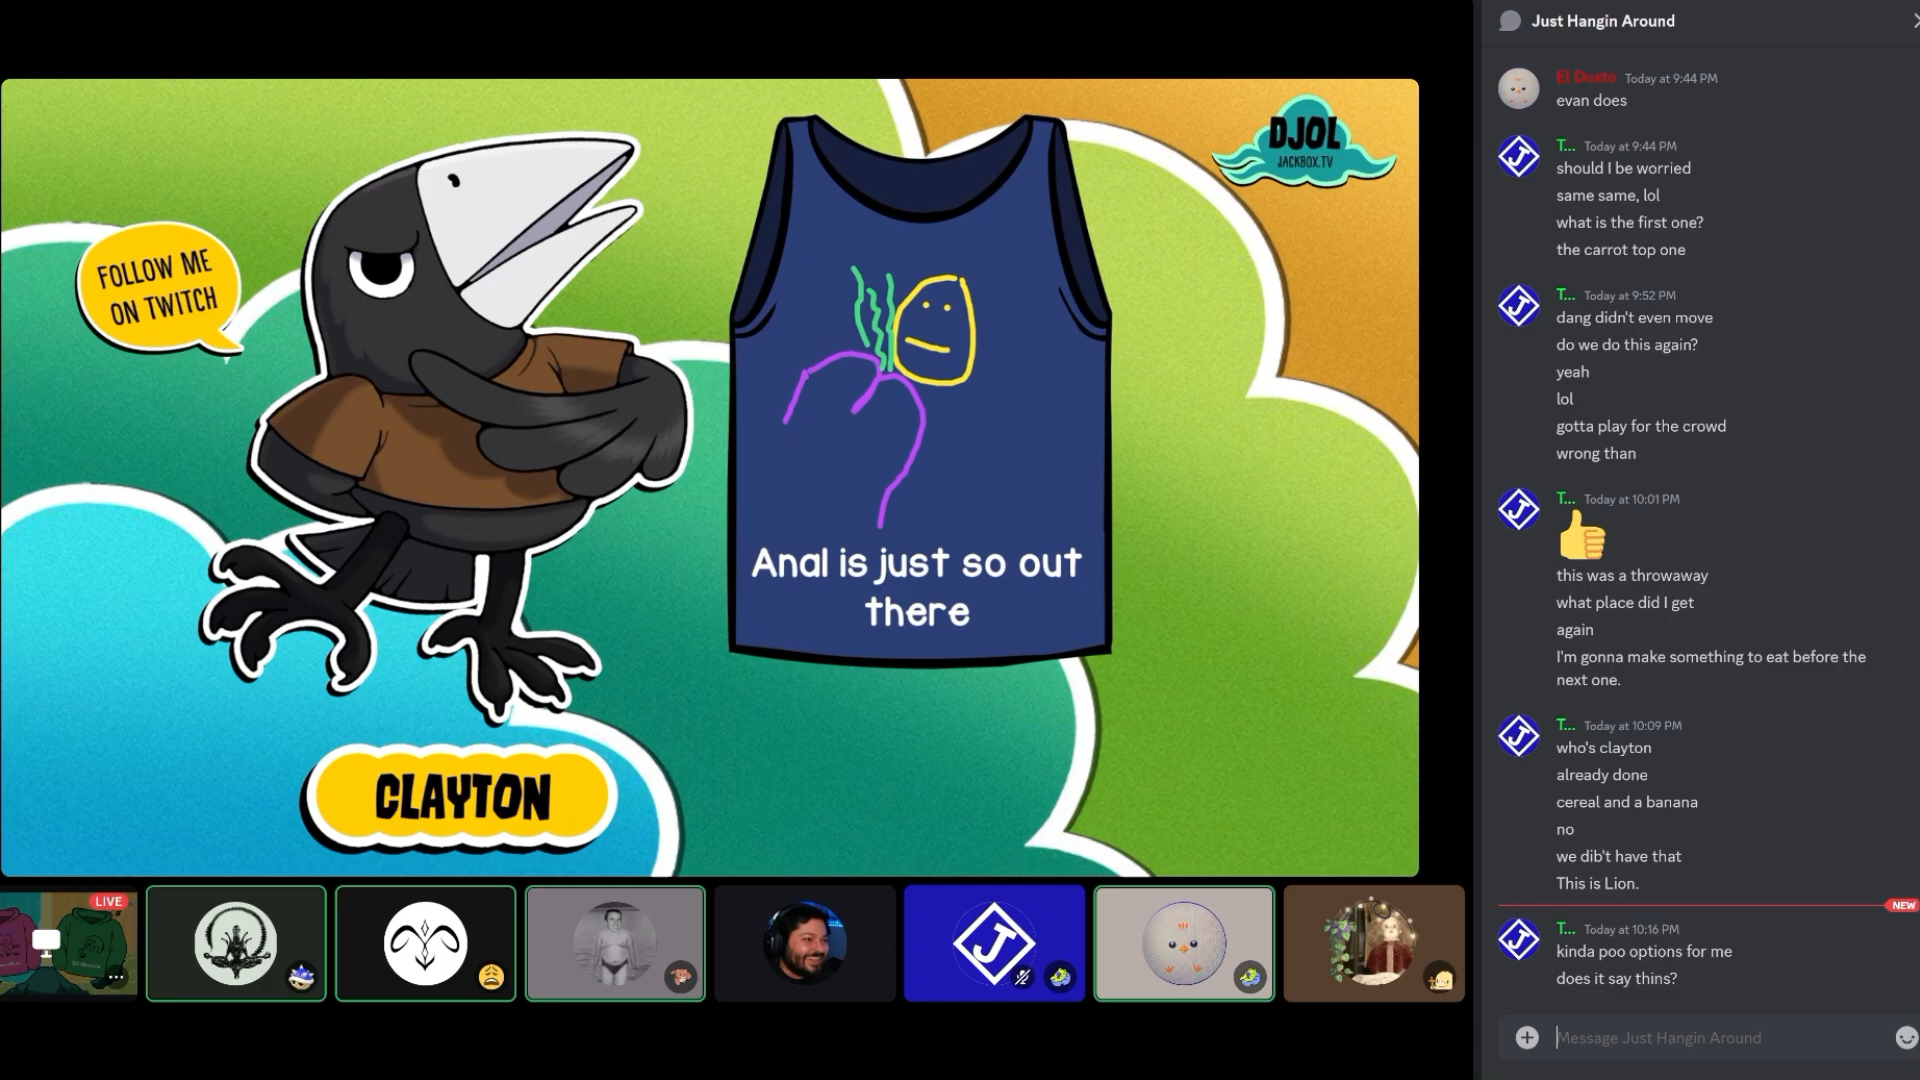 FOLLOW ME
ON TWITCH
DJOL
JACKBOX.TV
Anal is just so out
there
CLAYTON
LIVE
Just Hangin Around
El Dusto Today at 9:44 PM
evan does
T... Today at 9:44 PM
should I be worried
same same, lol
what is the first one?
the carrot top one
T... Today at 9:52 PM
dang didn't even move
do we do this again?
yeah
lol
gotta play for the crowd
wrong than
T... Today at 10:01 PM
this was a throwaway
what place did I get
again
I'm gonna make something to eat before the
next one.
T... Today at 10:09 PM
who's clayton
already done
cereal and a banana
no
we dib't have that
This is Lion.
NEW
T... Today at 10:16 PM
kinda poo options for me
does it say thins?
Message Just Hangin Around